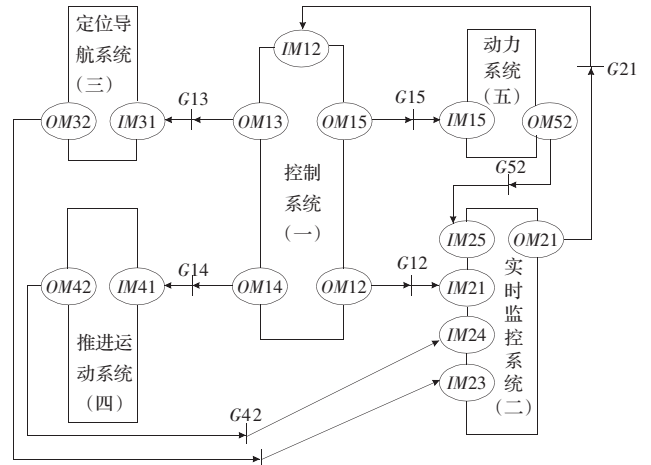 定位导
航系统
(三)
OM32
IM31
G13
OM13
IM12
OM15
G15
动力
系统
(五)
IM15
OM52
G21
G52
控制
系统
(一)
IM25
OM21
OM42
IM41
G14
OM14
OM12
G12
IM21
IM24
IM23
实
时
监
控
系
统
(二)
推进运
动系统
(四)
G42